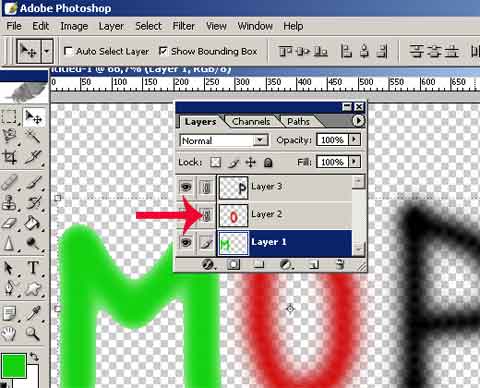 Adobe Photoshop
File Edit Image Layer Select Filter View Window Help
Auto Select Layer Show Bounding Box
Untitled-1 @ 66,7% (Layer 1, RGB/8)
0 50 100 150 200 250 300 350 400 450 500 550 600 650
Layers Channels Paths
Normal Opacity: 100%
Lock: Fill: 100%
P Layer 3
O Layer 2
M Layer 1
M O P